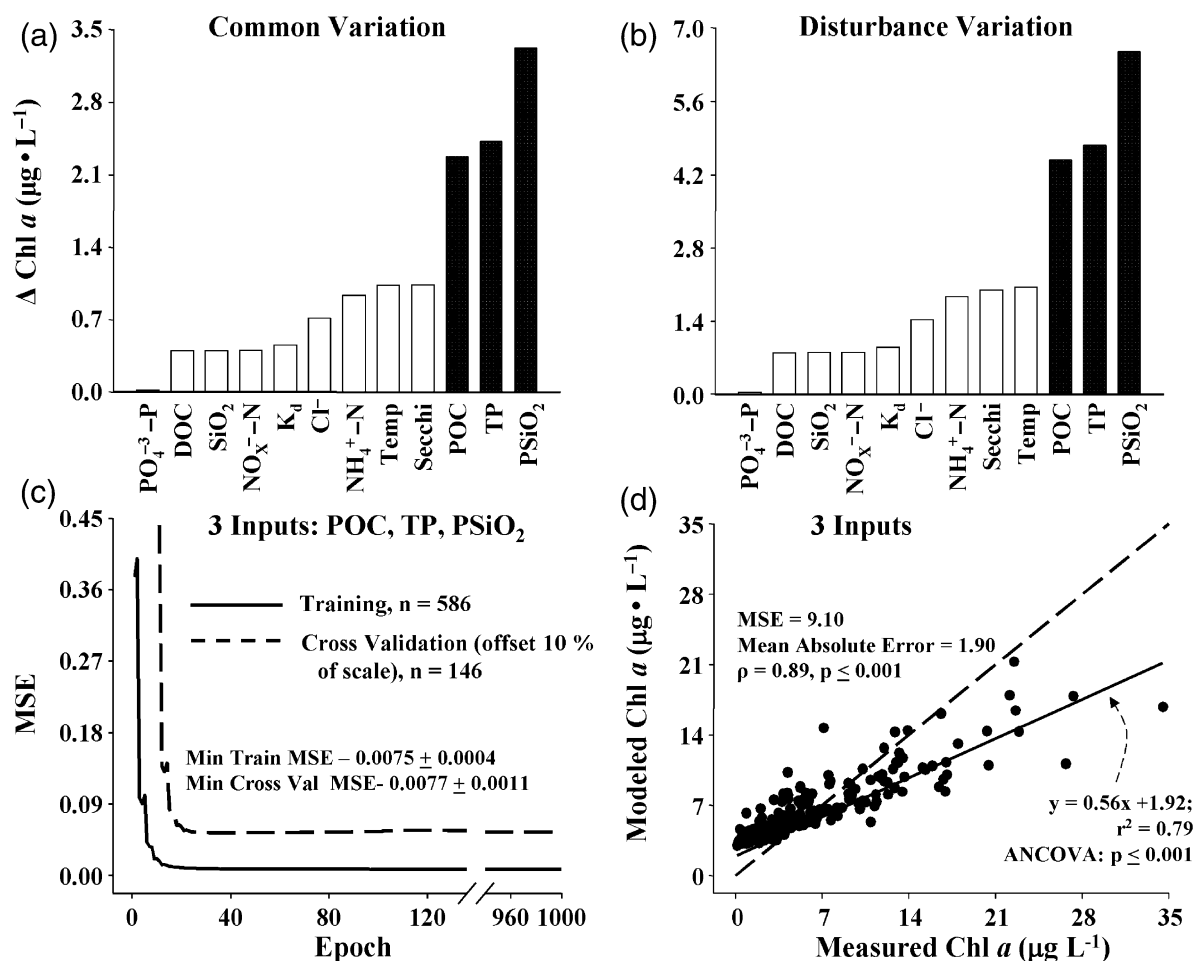 (a) Common Variation
Δ Chl a (µg • L⁻¹)
3.5
2.8
2.1
1.4
0.7
0.0
PO₄⁻³–P
DOC
SiO₂
NOₓ⁻–N
K_d
Cl⁻
NH₄⁺–N
Temp
Secchi
POC
TP
PSiO₂
(b) Disturbance Variation
7.0
5.6
4.2
2.8
1.4
0.0
PO₄⁻³–P
DOC
SiO₂
NOₓ⁻–N
K_d
Cl⁻
NH₄⁺–N
Secchi
Temp
POC
TP
PSiO₂
(c)
3 Inputs: POC, TP, PSiO₂
MSE
0.45
0.36
0.27
0.18
0.09
0.00
Training, n = 586
Cross Validation (offset 10 %
of scale), n = 146
Min Train MSE – 0.0075 ± 0.0004
Min Cross Val MSE- 0.0077 ± 0.0011
0 40 80 120 960 1000
Epoch
(d)
3 Inputs
Modeled Chl a (µg • L⁻¹)
35
28
21
14
7
0
MSE = 9.10
Mean Absolute Error = 1.90
ρ = 0.89, p ≤ 0.001
y = 0.56x +1.92;
r² = 0.79
ANCOVA: p ≤ 0.001
0 7 14 21 28 35
Measured Chl a (µg L⁻¹)